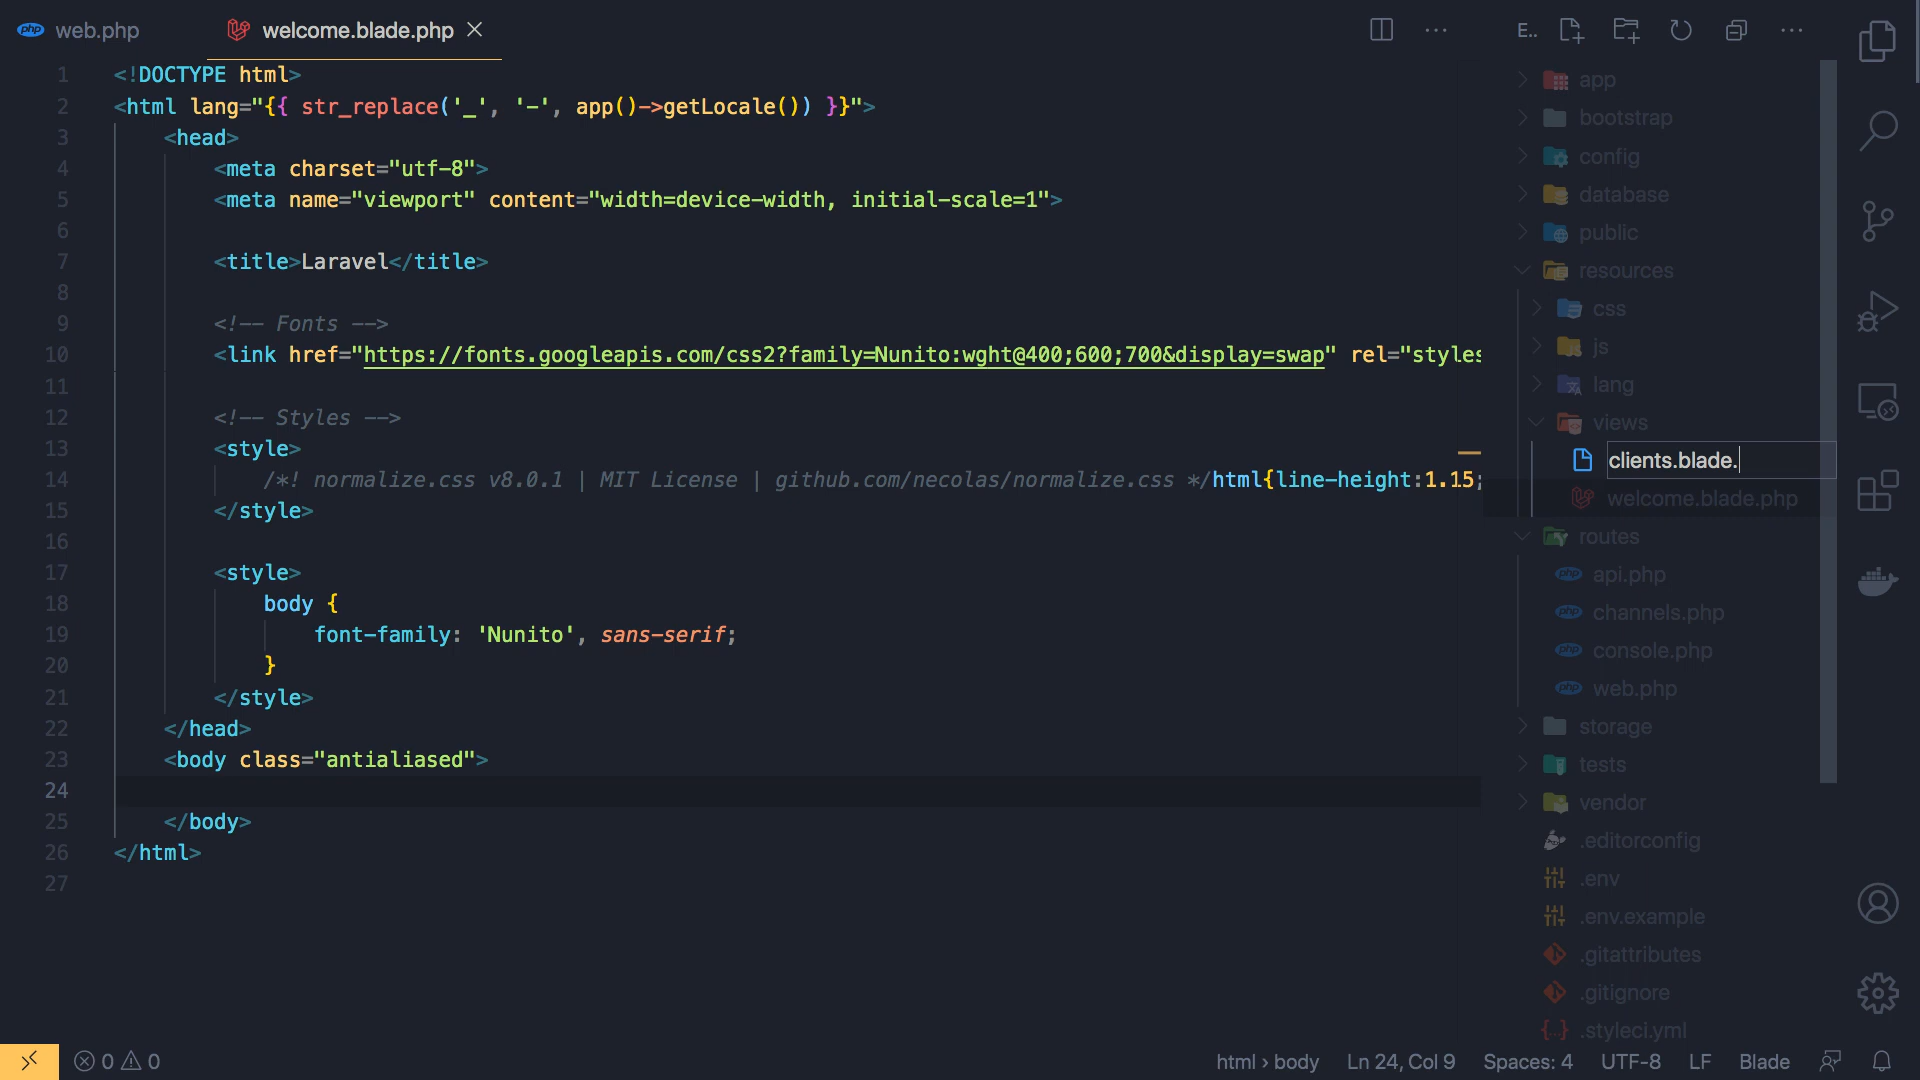 web.php
welcome.blade.php
E..
1 <!DOCTYPE html>
2 <html lang="{{ str_replace('_', '-', app()->getLocale()) }}">
3 <head>
4 <meta charset="utf-8">
5 <meta name="viewport" content="width=device-width, initial-scale=1">
6
7 <title>Laravel</title>
8
9 <!-- Fonts -->
10 <link href="https://fonts.googleapis.com/css2?family=Nunito:wght@400;600;700&display=swap" rel="styles
11
12 <!-- Styles -->
13 <style>
14 /*! normalize.css v8.0.1 | MIT License | github.com/necolas/normalize.css */html{line-height:1.15;
15 </style>
16
17 <style>
18 body {
19 font-family: 'Nunito', sans-serif;
20 }
21 </style>
22 </head>
23 <body class="antialiased">
24
25 </body>
26 </html>
27
app
bootstrap
config
database
public
resources
css
js
lang
views
clients.blade.
welcome.blade.php
routes
api.php
channels.php
console.php
web.php
storage
tests
vendor
.editorconfig
.env
.env.example
.gitattributes
.gitignore
.styleci.yml
0 0
html › body
Ln 24, Col 9
Spaces: 4
UTF-8
LF
Blade